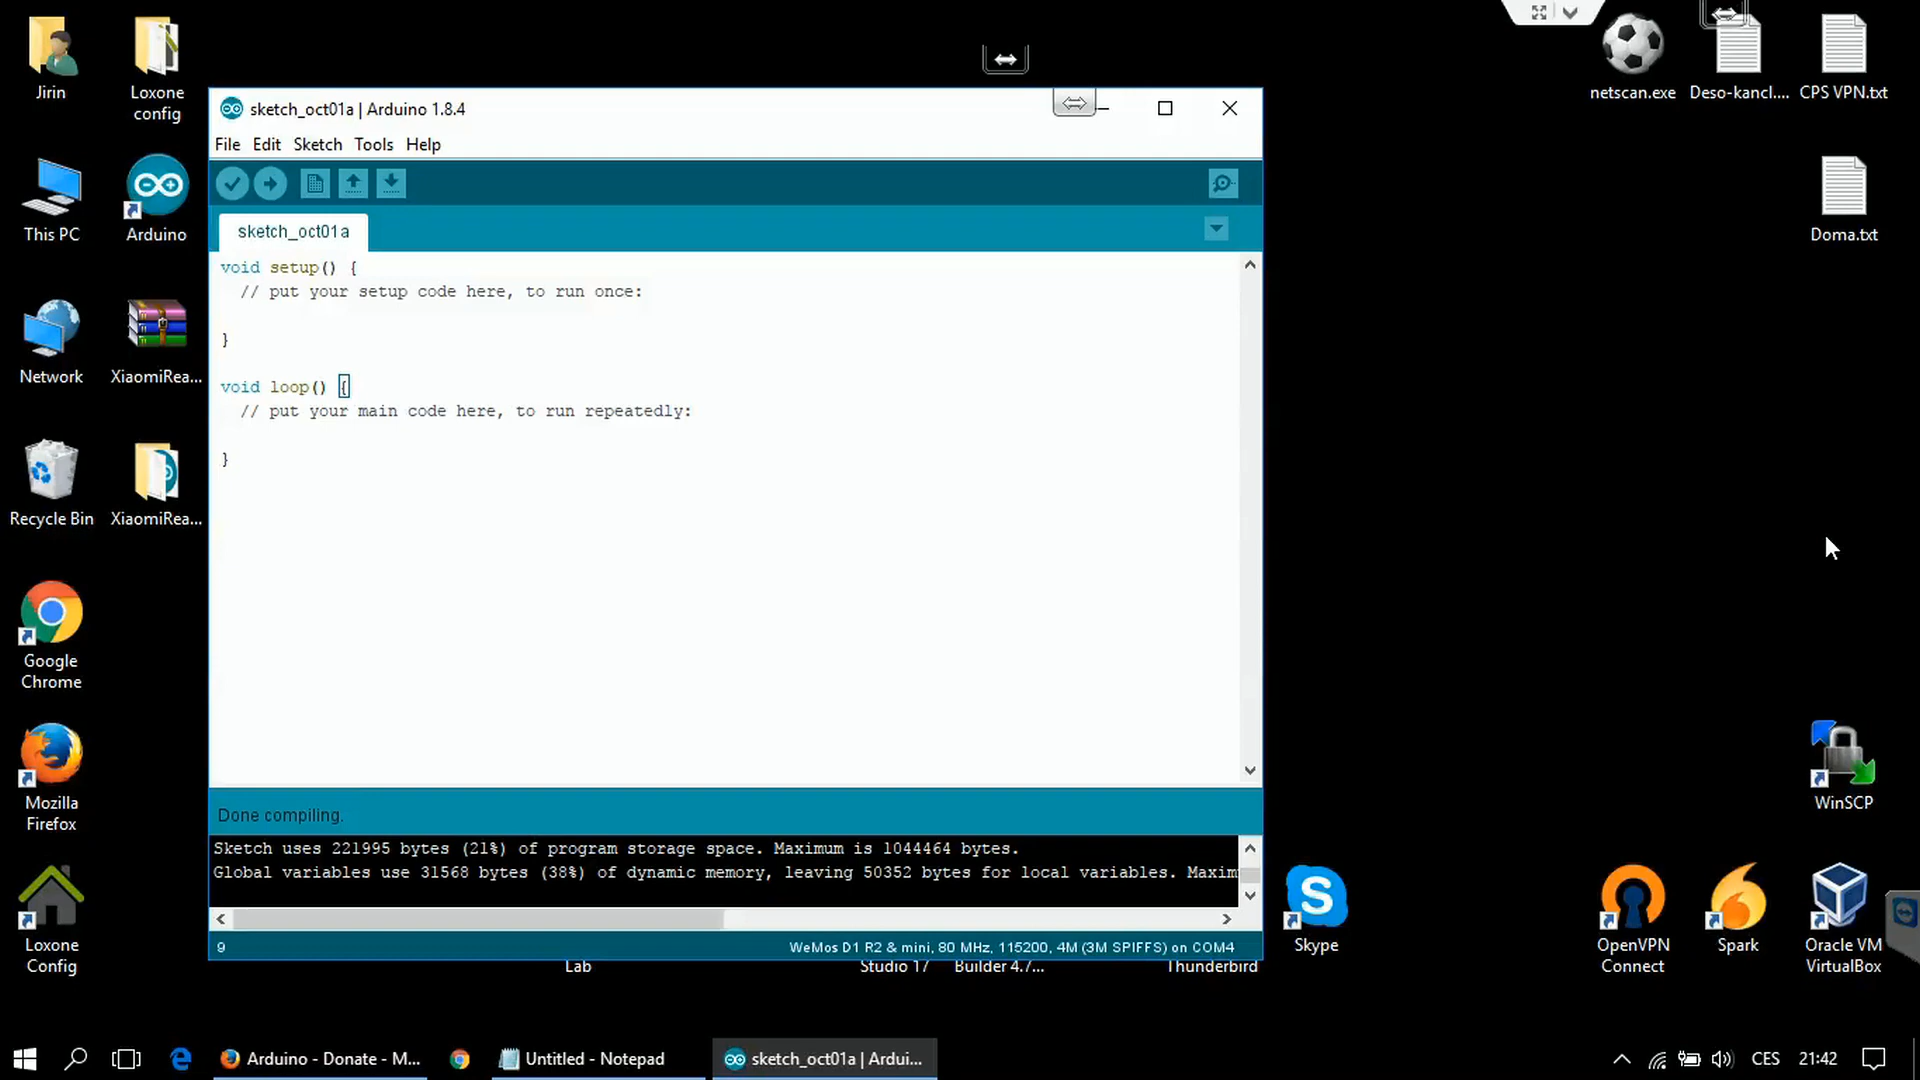 Jirin
Loxone
config
netscan.exe
Deso-kancl....
CPS VPN.txt
sketch_oct01a | Arduino 1.8.4
File Edit Sketch Tools Help
This PC
Arduino
Doma.txt
sketch_oct01a
void setup() {
// put your setup code here, to run once:
}
void loop() {
// put your main code here, to run repeatedly:
}
Network
XiaomiRea...
Recycle Bin
XiaomiRea...
Google
Chrome
Mozilla
Firefox
WinSCP
Done compiling.
Sketch uses 221995 bytes (21%) of program storage space. Maximum is 1044464 bytes.
Global variables use 31568 bytes (38%) of dynamic memory, leaving 50352 bytes for local variables. Maxim
9
WeMos D1 R2 & mini, 80 MHz, 115200, 4M (3M SPIFFS) on COM4
Loxone
Config
Lab
Studio 17
Builder 4.7...
Thunderbird
Skype
OpenVPN
Connect
Spark
Oracle VM
VirtualBox
Arduino - Donate - M...
Untitled - Notepad
sketch_oct01a | Ardui...
CES
21:42